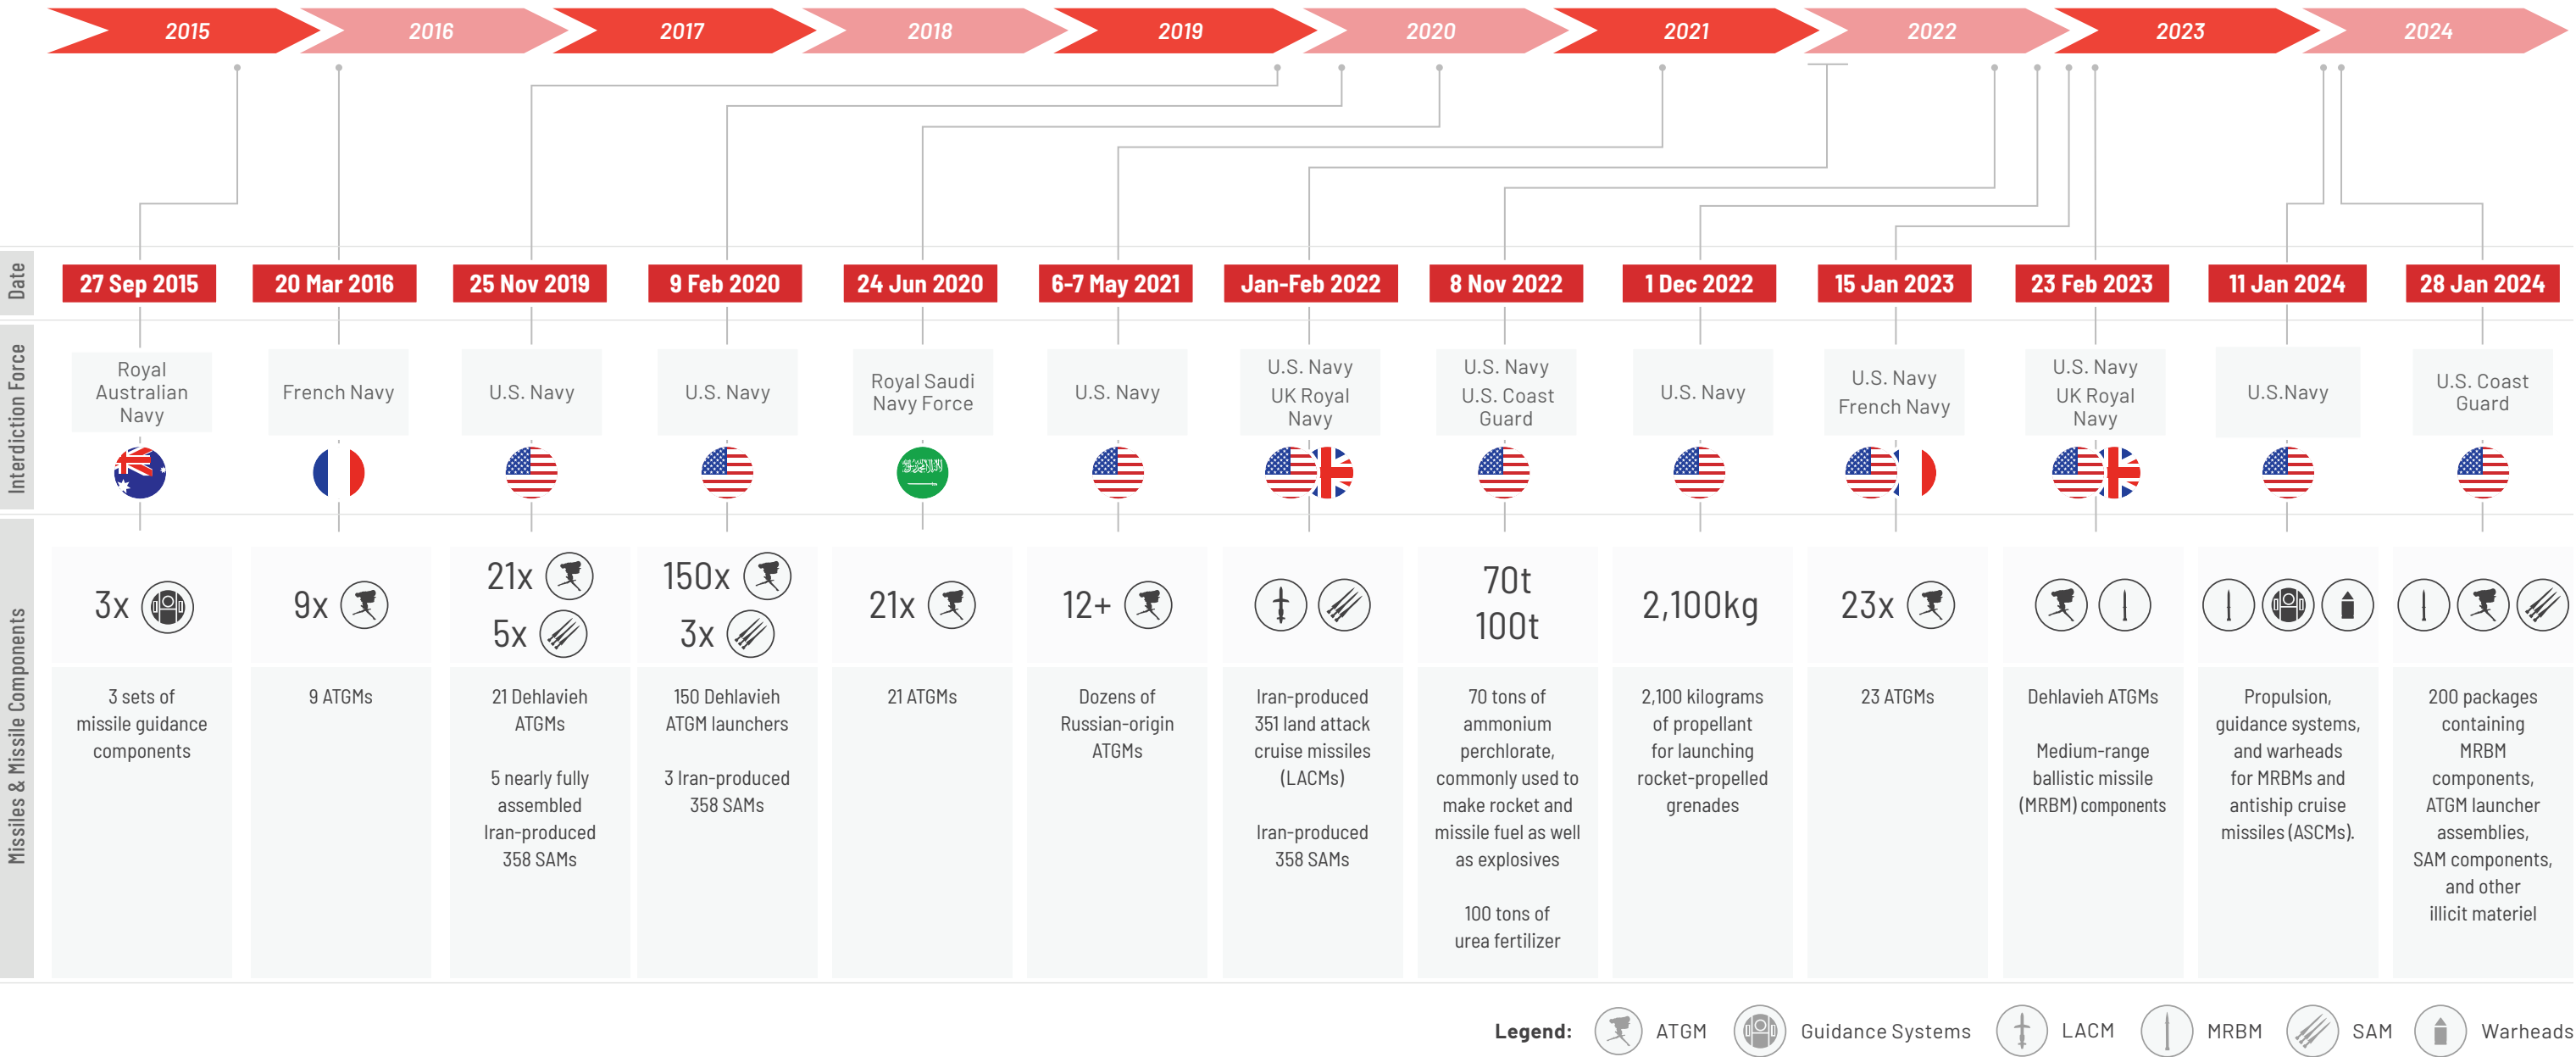 2015
2016
2017
2018
2019
2020
2021
2022
2023
2024
Date
27 Sep 2015
20 Mar 2016
25 Nov 2019
9 Feb 2020
24 Jun 2020
6-7 May 2021
Jan-Feb 2022
8 Nov 2022
1 Dec 2022
15 Jan 2023
23 Feb 2023
11 Jan 2024
28 Jan 2024
Interdiction Force
Royal
Australian
Navy
French Navy
U.S. Navy
U.S. Navy
Royal Saudi
Navy Force
U.S. Navy
U.S. Navy
UK Royal
Navy
U.S. Navy
U.S. Coast
Guard
U.S. Navy
U.S. Navy
French Navy
U.S. Navy
UK Royal
Navy
U.S.Navy
U.S. Coast
Guard
Missiles & Missile Components
3x
9x
21x
5x
150x
3x
21x
12+
70t
100t
2,100kg
23x
3 sets of
missile guidance
components
9 ATGMs
21 Dehlavieh
ATGMs
5 nearly fully
assembled
Iran-produced
358 SAMs
150 Dehlavieh
ATGM launchers
3 Iran-produced
358 SAMs
21 ATGMs
Dozens of
Russian-origin
ATGMs
Iran-produced
351 land attack
cruise missiles
(LACMs)
Iran-produced
358 SAMs
70 tons of
ammonium
perchlorate,
commonly used to
make rocket and
missile fuel as well
as explosives
100 tons of
urea fertilizer
2,100 kilograms
of propellant
for launching
rocket-propelled
grenades
23 ATGMs
Dehlavieh ATGMs
Medium-range
ballistic missile
(MRBM) components
Propulsion,
guidance systems,
and warheads
for MRBMs and
antiship cruise
missiles (ASCMs).
200 packages
containing
MRBM
components,
ATGM launcher
assemblies,
SAM components,
and other
illicit materiel
Legend:
ATGM
Guidance Systems
LACM
MRBM
SAM
Warheads